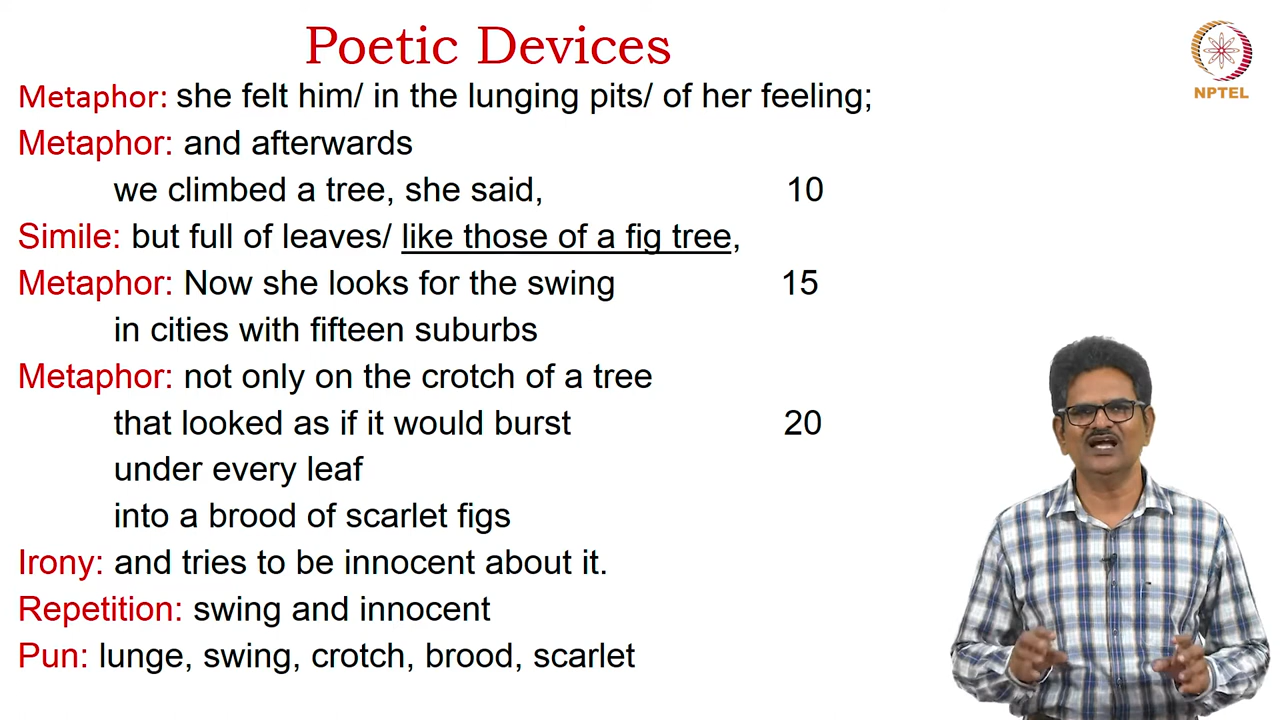 Poetic Devices
NPTEL
Metaphor: she felt him/ in the lunging pits/ of her feeling;
Metaphor: and afterwards
we climbed a tree, she said, 10
Simile: but full of leaves/ like those of a fig tree,
Metaphor: Now she looks for the swing 15
in cities with fifteen suburbs
Metaphor: not only on the crotch of a tree
that looked as if it would burst 20
under every leaf
into a brood of scarlet figs
Irony: and tries to be innocent about it.
Repetition: swing and innocent
Pun: lunge, swing, crotch, brood, scarlet